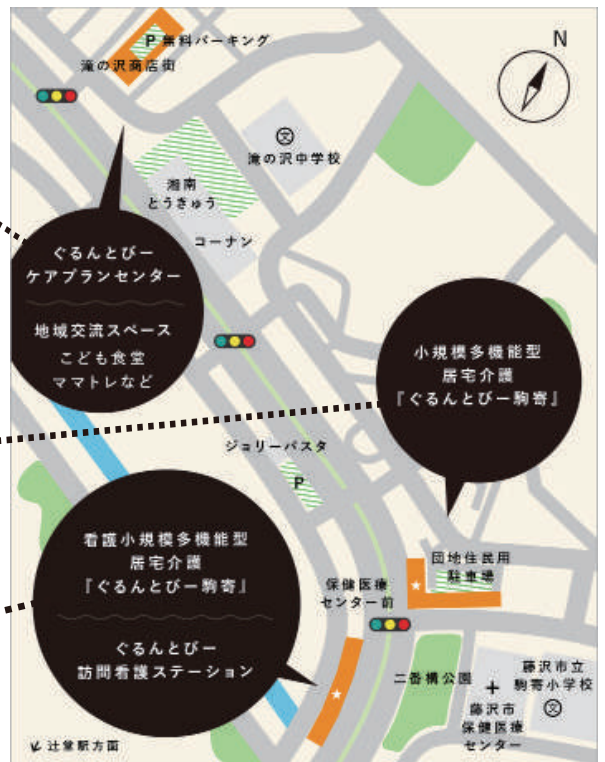 N
P 無料パーキング
滝の沢商店街
文
滝の沢中学校
湘南
とうきゅう
コーナン
ぐるんとびー
ケアプランセンター
地域交流スペース
こども食堂
ママトレなど
小規模多機能型
居宅介護
『ぐるんとびー駒寄』
ジョリーパスタ
P
看護小規模多機能型
居宅介護
『ぐるんとびー駒寄』
ぐるんとびー
訪問看護ステーション
団地住民用
駐車場
保健医療
センター前
二番構公園
藤沢市立
駒寄小学校
文
藤沢市
保健医療
センター
辻堂駅方面